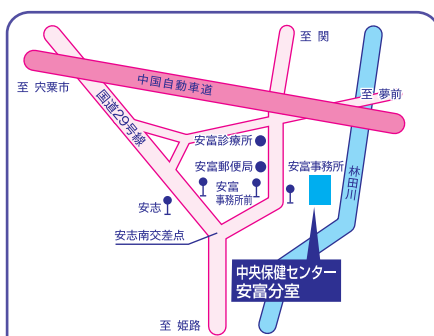 至 関
中国自動車道
至 宍粟市
至 夢前
国道29号線
安富診療所
安富郵便局
安富事務所
安富
事務所前
林田川
安志
安志南交差点
中央保健センター
安富分室
至 姫路